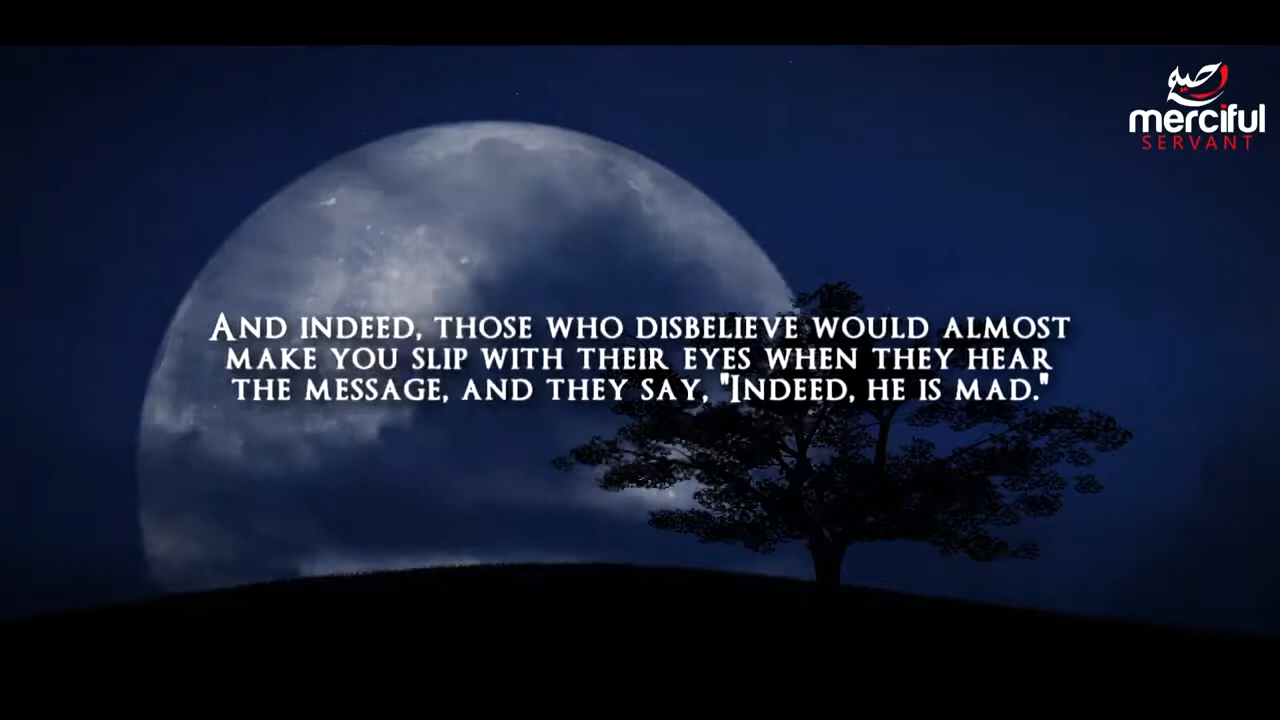 merciful
SERVANT
And indeed, those who disbelieve would almost
make you slip with their eyes when they hear
the message, and they say, "Indeed, he is mad."